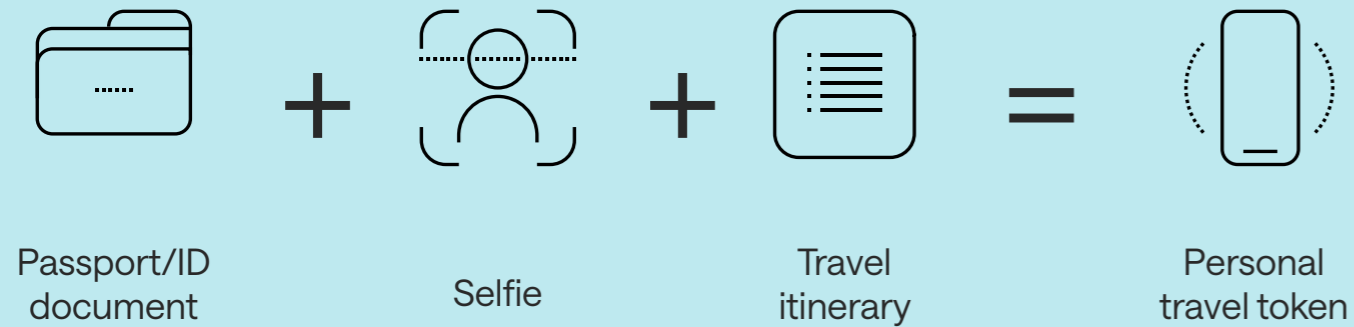 + + =
Passport/ID
document
Selfie
Travel
itinerary
Personal
travel token